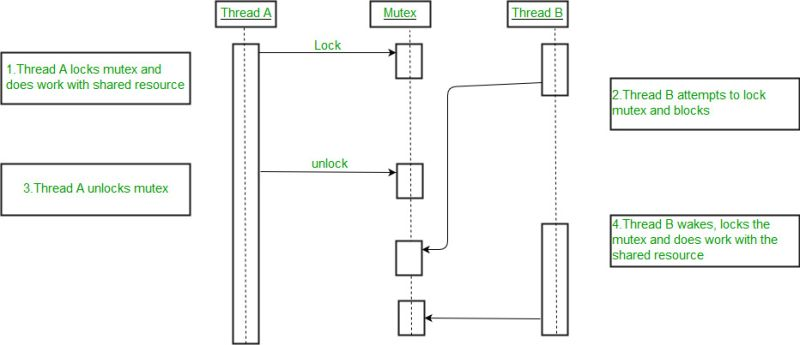 Thread A
Mutex
Thread B
Lock
1.Thread A locks mutex and
does work with shared resource
2.Thread B attempts to lock
mutex and blocks
unlock
3.Thread A unlocks mutex
4.Thread B wakes, locks the
mutex and does work with the
shared resource